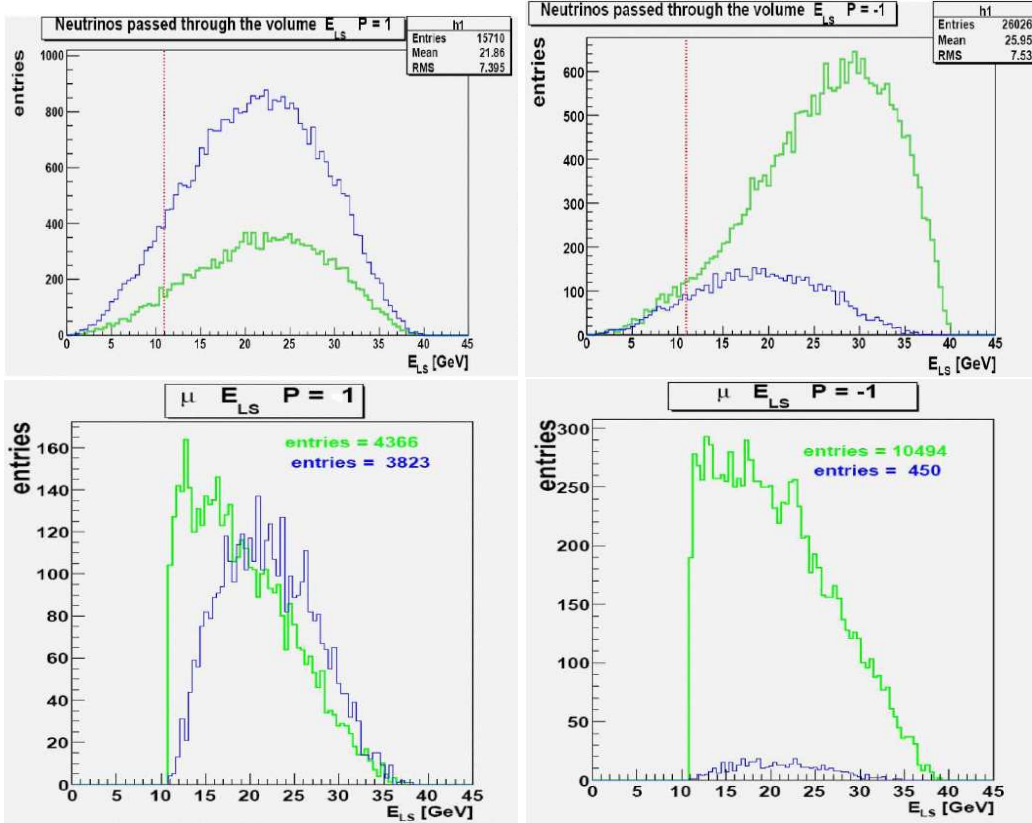 Neutrinos passed through the volume E_LS P = 1
h1
Entries 15710
Mean 21.86
RMS 7.395
entries
1000
800
600
400
200
0
0 5 10 15 20 25 30 35 40 45
E_LS [GeV]
Neutrinos passed through the volume E_LS P = -1
h1
Entries 26026
Mean 25.95
RMS 7.53
entries
600
500
400
300
200
100
0
0 5 10 15 20 25 30 35 40 45
E_LS [GeV]
μ E_LS P = 1
entries = 4366
entries = 3823
entries
160
140
120
100
80
60
40
20
0
0 5 10 15 20 25 30 35 40 45
E_LS [GeV]
μ E_LS P = -1
entries = 10494
entries = 450
entries
300
250
200
150
100
50
0
0 5 10 15 20 25 30 35 40 45
E_LS [GeV]